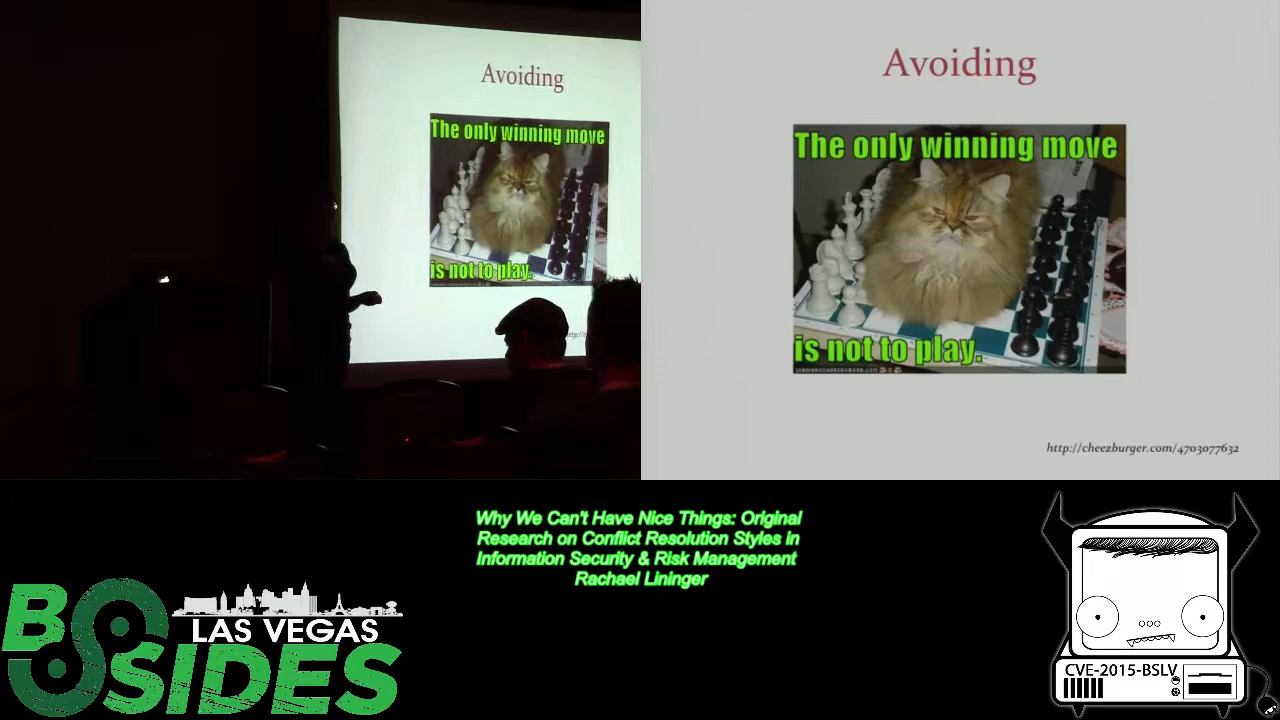 Avoiding
The only winning move
is not to play.
Avoiding
The only winning move
is not to play.
http://cheezburger.com/4703077632
Why We Can't Have Nice Things: Original
Research on Conflict Resolution Styles in
Information Security & Risk Management
Rachael Lininger
BSIDES
LAS VEGAS
CVE-2015-BSLV